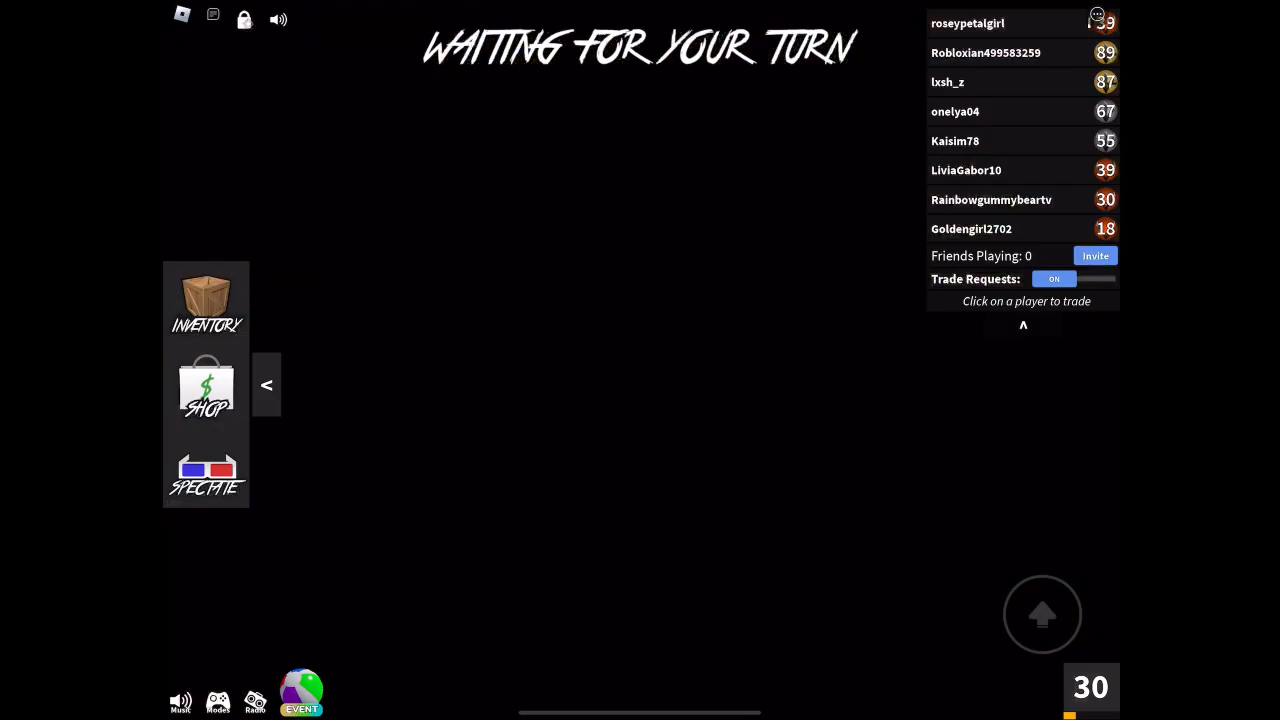 WAITING FOR YOUR TURN
roseypetalgirl 39
Robloxian499583259 89
lxsh_z 87
onelya04 67
Kaisim78 55
LiviaGabor10 39
Rainbowgummybeartv 30
Goldengirl2702 18
Friends Playing: 0 Invite
Trade Requests: ON
Click on a player to trade
^
INVENTORY
$
SHOP
<
SPECTATE
Music Modes Radio EVENT
30